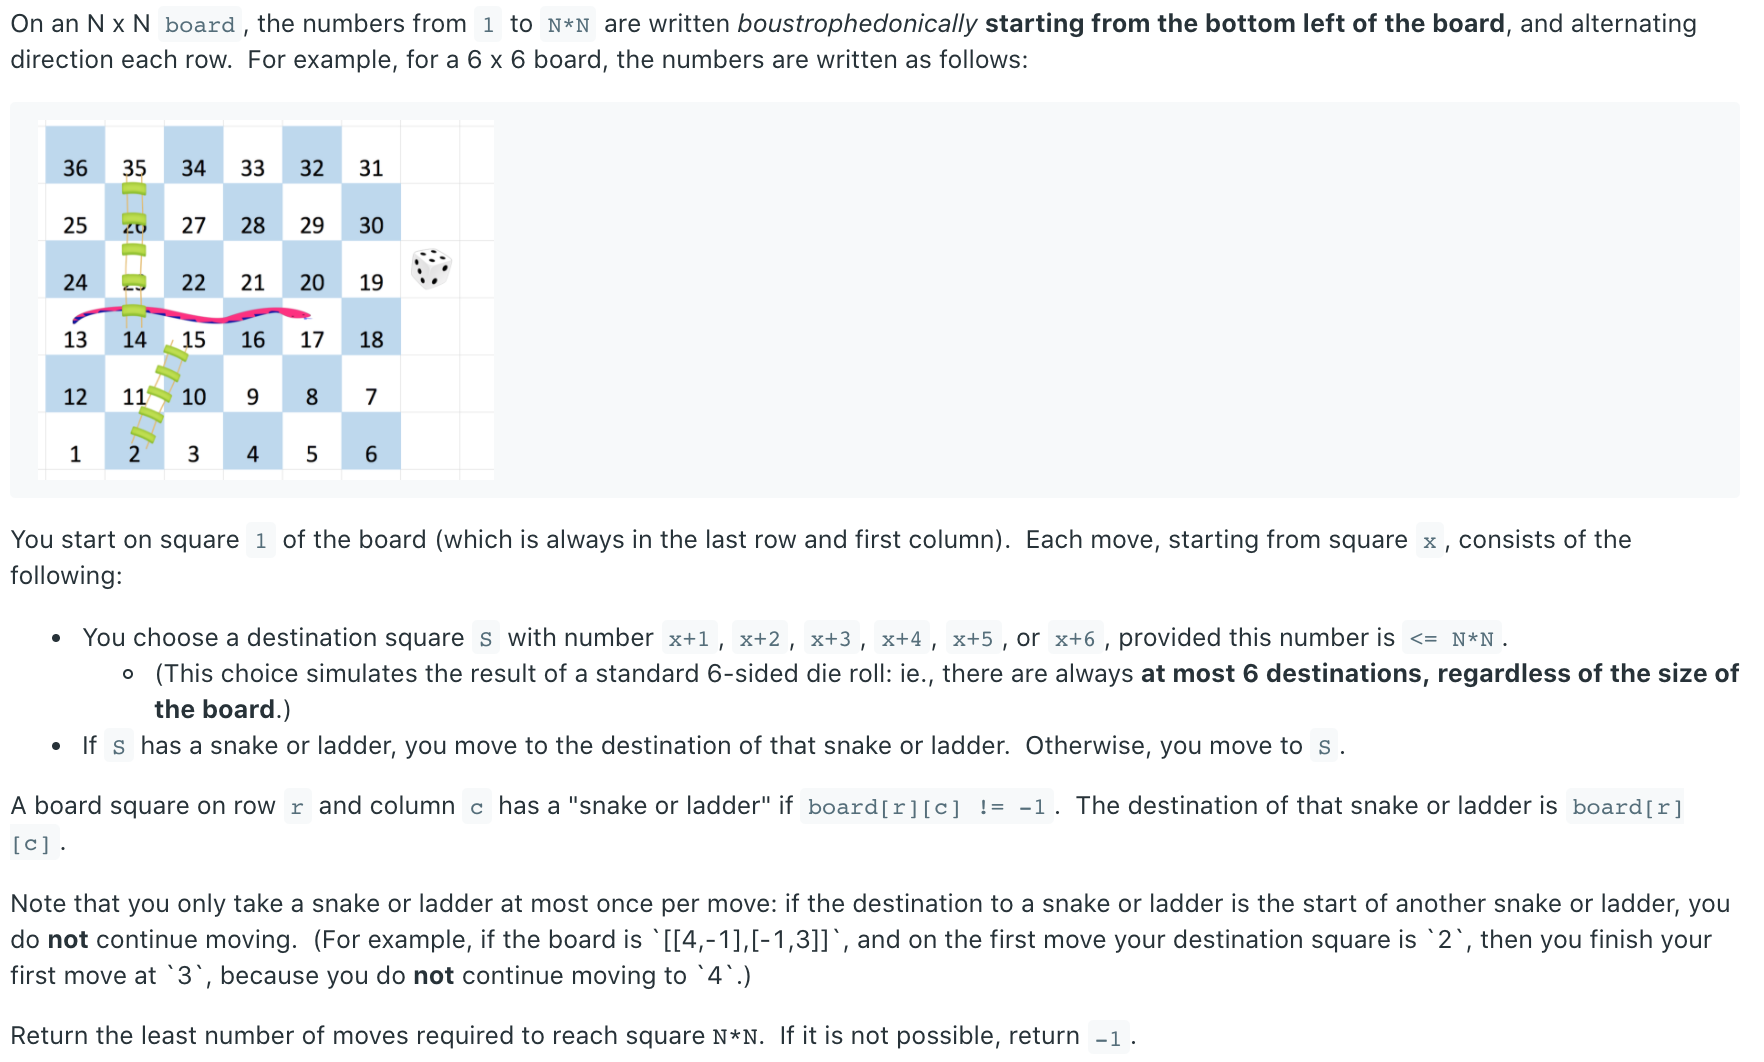 On an N x N board, the numbers from 1 to N*N are written boustrophedonically starting from the bottom left of the board, and alternating
direction each row.  For example, for a 6 x 6 board, the numbers are written as follows:
36 35 34 33 32 31
25 26 27 28 29 30
24 23 22 21 20 19
13 14 15 16 17 18
12 11 10 9 8 7
1 2 3 4 5 6
You start on square 1 of the board (which is always in the last row and first column).  Each move, starting from square x, consists of the
following:
• You choose a destination square S with number x+1, x+2, x+3, x+4, x+5, or x+6, provided this number is <= N*N.
◦ (This choice simulates the result of a standard 6-sided die roll: ie., there are always at most 6 destinations, regardless of the size of
the board.)
• If S has a snake or ladder, you move to the destination of that snake or ladder.  Otherwise, you move to S.
A board square on row r and column c has a "snake or ladder" if board[r][c] != -1.  The destination of that snake or ladder is board[r]
[c].
Note that you only take a snake or ladder at most once per move: if the destination to a snake or ladder is the start of another snake or ladder, you
do not continue moving.  (For example, if the board is `[[4,-1],[-1,3]]`, and on the first move your destination square is `2`, then you finish your
first move at `3`, because you do not continue moving to `4`.)
Return the least number of moves required to reach square N*N.  If it is not possible, return -1.